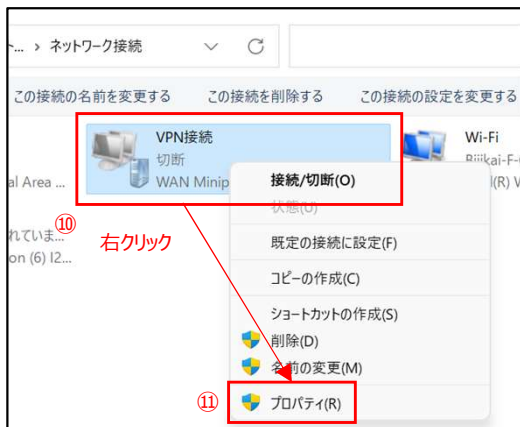 ト... › ネットワーク接続
この接続の名前を変更する この接続を削除する この接続の設定を変更する
VPN接続
切断
WAN Minip
Wi-Fi
al Area ...
⑩
れていま...
on (6) I2...
右クリック
接続/切断(O)
状態(U)
既定の接続に設定(F)
コピーの作成(C)
ショートカットの作成(S)
削除(D)
名前の変更(M)
⑪
プロパティ(R)